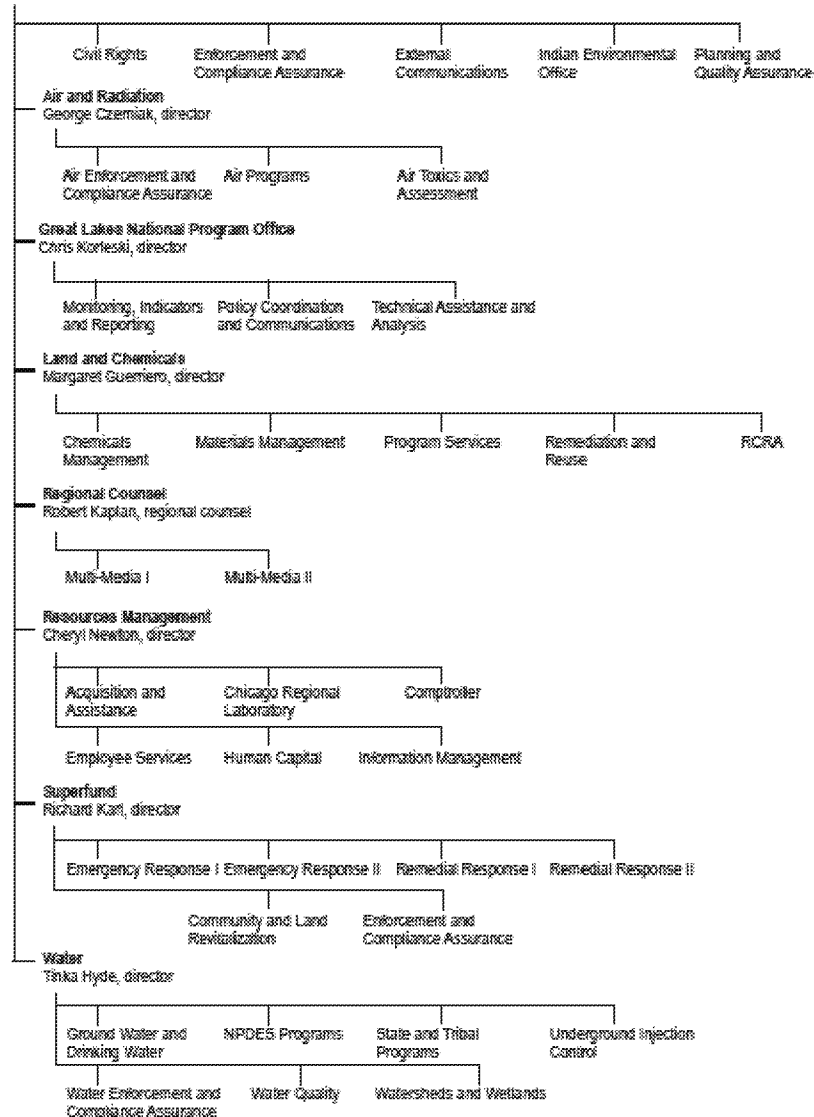 Civil Rights
Enforcement and
Compliance Assurance
External
Communications
Indian Environmental
Office
Planning and
Quality Assurance
Air and Radiation
George Czerniak, director
Air Enforcement and
Compliance Assurance
Air Programs
Air Toxics and
Assessment
Great Lakes National Program Office
Chris Korleski, director
Monitoring, Indicators
and Reporting
Policy Coordination
and Communications
Technical Assistance and
Analysis
Land and Chemicals
Margaret Guerriero, director
Chemicals
Management
Materials Management
Program Services
Remediation and
Reuse
RCRA
Regional Counsel
Robert Kaplan, regional counsel
Multi-Media I
Multi-Media II
Resources Management
Cheryl Newton, director
Acquisition and
Assistance
Chicago Regional
Laboratory
Comptroller
Employee Services
Human Capital
Information Management
Superfund
Richard Karl, director
Emergency Response I
Emergency Response II
Remedial Response I
Remedial Response II
Community and Land
Revitalization
Enforcement and
Compliance Assurance
Water
Tinka Hyde, director
Ground Water and
Drinking Water
NPDES Programs
State and Tribal
Programs
Underground Injection
Control
Water Enforcement and
Compliance Assurance
Water Quality
Watersheds and Wetlands